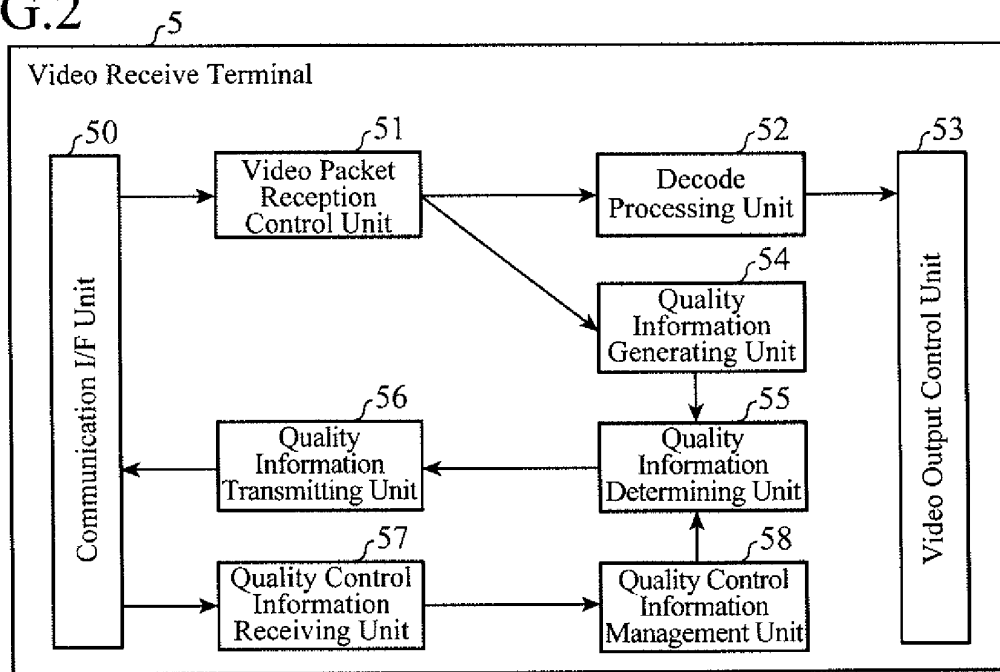 G.2
5
Video Receive Terminal
50
51
52
53
Communication I/F Unit
Video Packet
Reception
Control Unit
Decode
Processing Unit
Video Output Control Unit
54
Quality
Information
Generating Unit
56
55
Quality
Information
Transmitting Unit
Quality
Information
Determining Unit
57
58
Quality Control
Information
Receiving Unit
Quality Control
Information
Management Unit